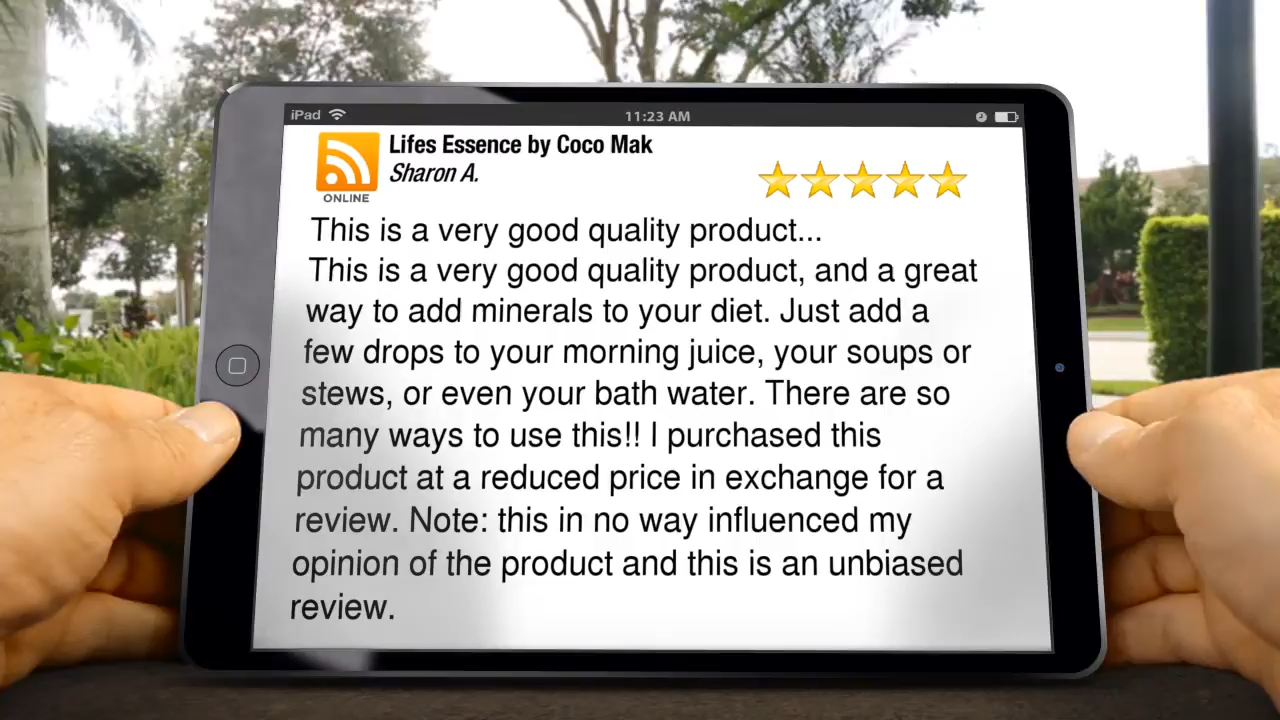 iPad 11:23 AM
Lifes Essence by Coco Mak
Sharon A.
ONLINE
This is a very good quality product...
This is a very good quality product, and a great
way to add minerals to your diet. Just add a
few drops to your morning juice, your soups or
stews, or even your bath water. There are so
many ways to use this!! I purchased this
product at a reduced price in exchange for a
review. Note: this in no way influenced my
opinion of the product and this is an unbiased
review.